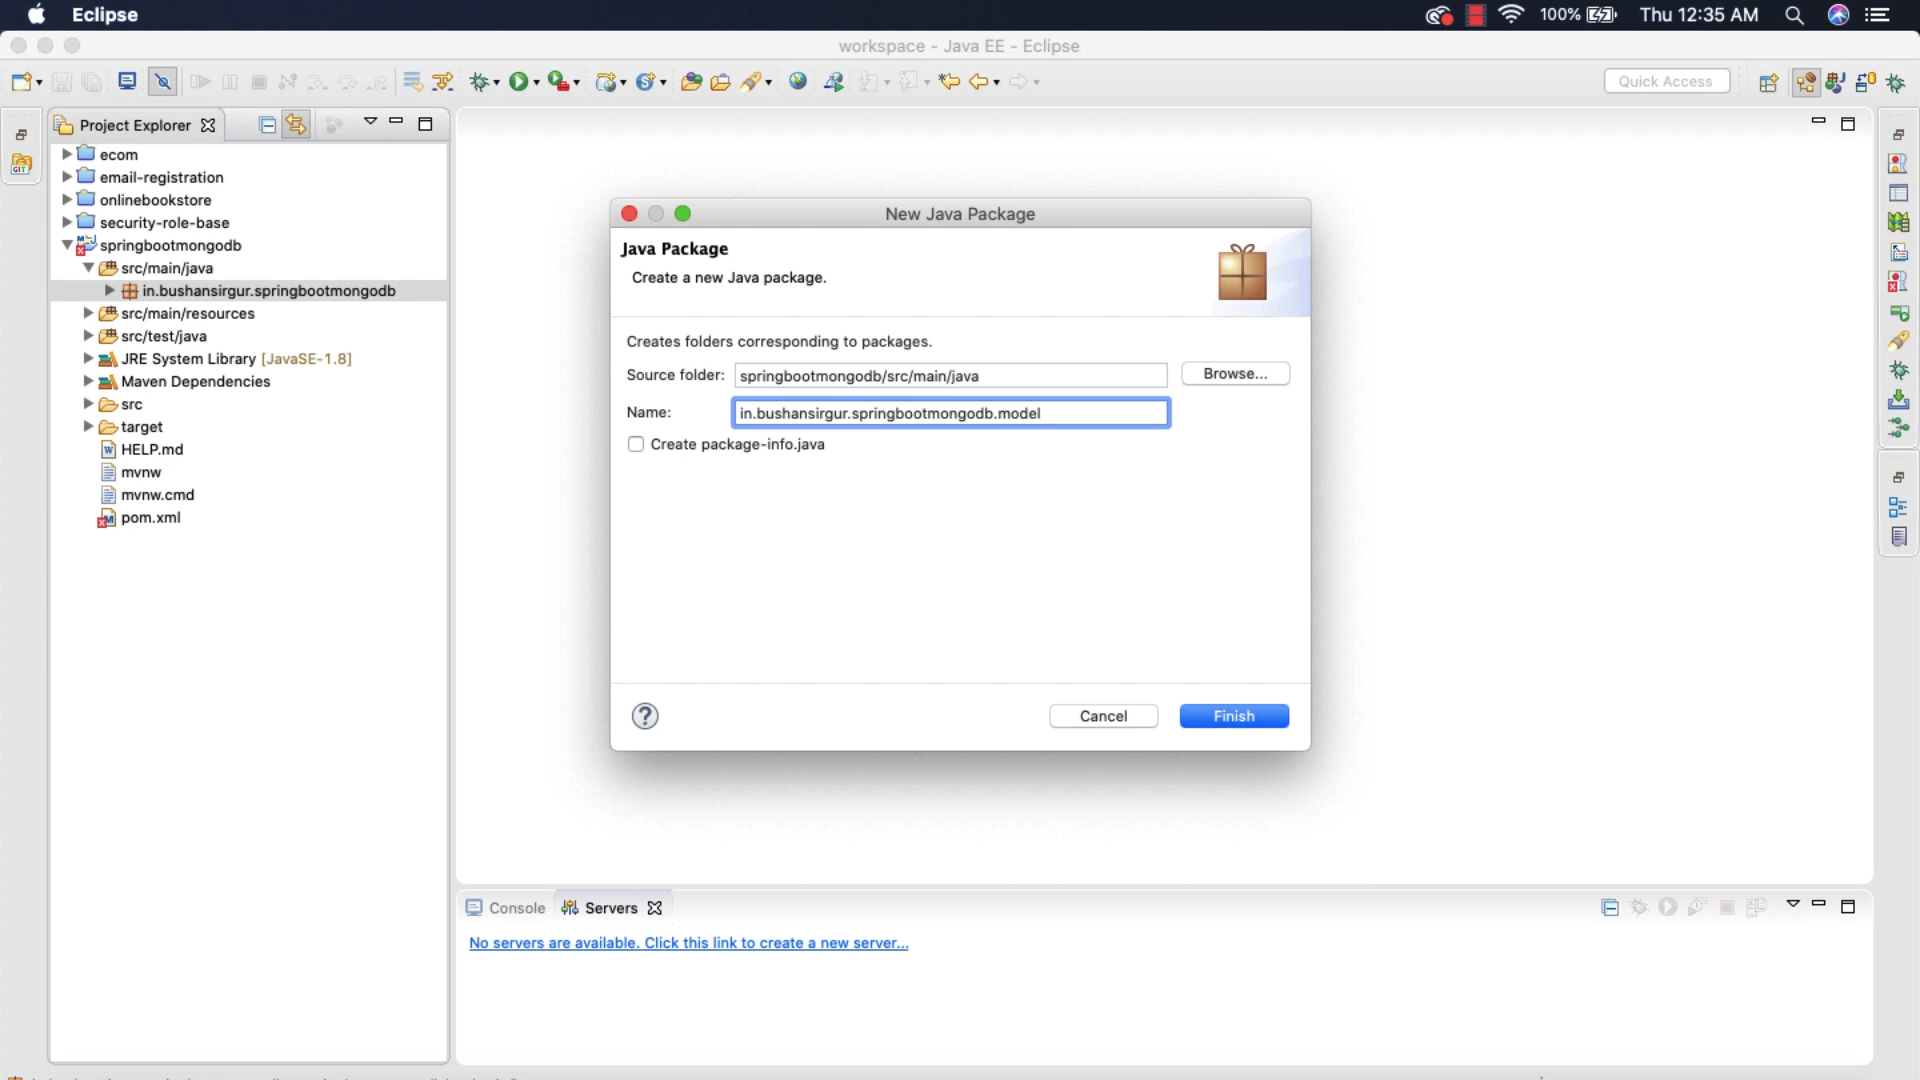 Eclipse
100%
Thu 12:35 AM
workspace - Java EE - Eclipse
Quick Access
Project Explorer
ecom
email-registration
onlinebookstore
security-role-base
springbootmongodb
src/main/java
in.bushansirgur.springbootmongodb
src/main/resources
src/test/java
JRE System Library [JavaSE-1.8]
Maven Dependencies
src
target
HELP.md
mvnw
mvnw.cmd
pom.xml
New Java Package
Java Package
Create a new Java package.
Creates folders corresponding to packages.
Source folder: springbootmongodb/src/main/java Browse...
Name: in.bushansirgur.springbootmongodb.model
Create package-info.java
? Cancel Finish
Console Servers
No servers are available. Click this link to create a new server...